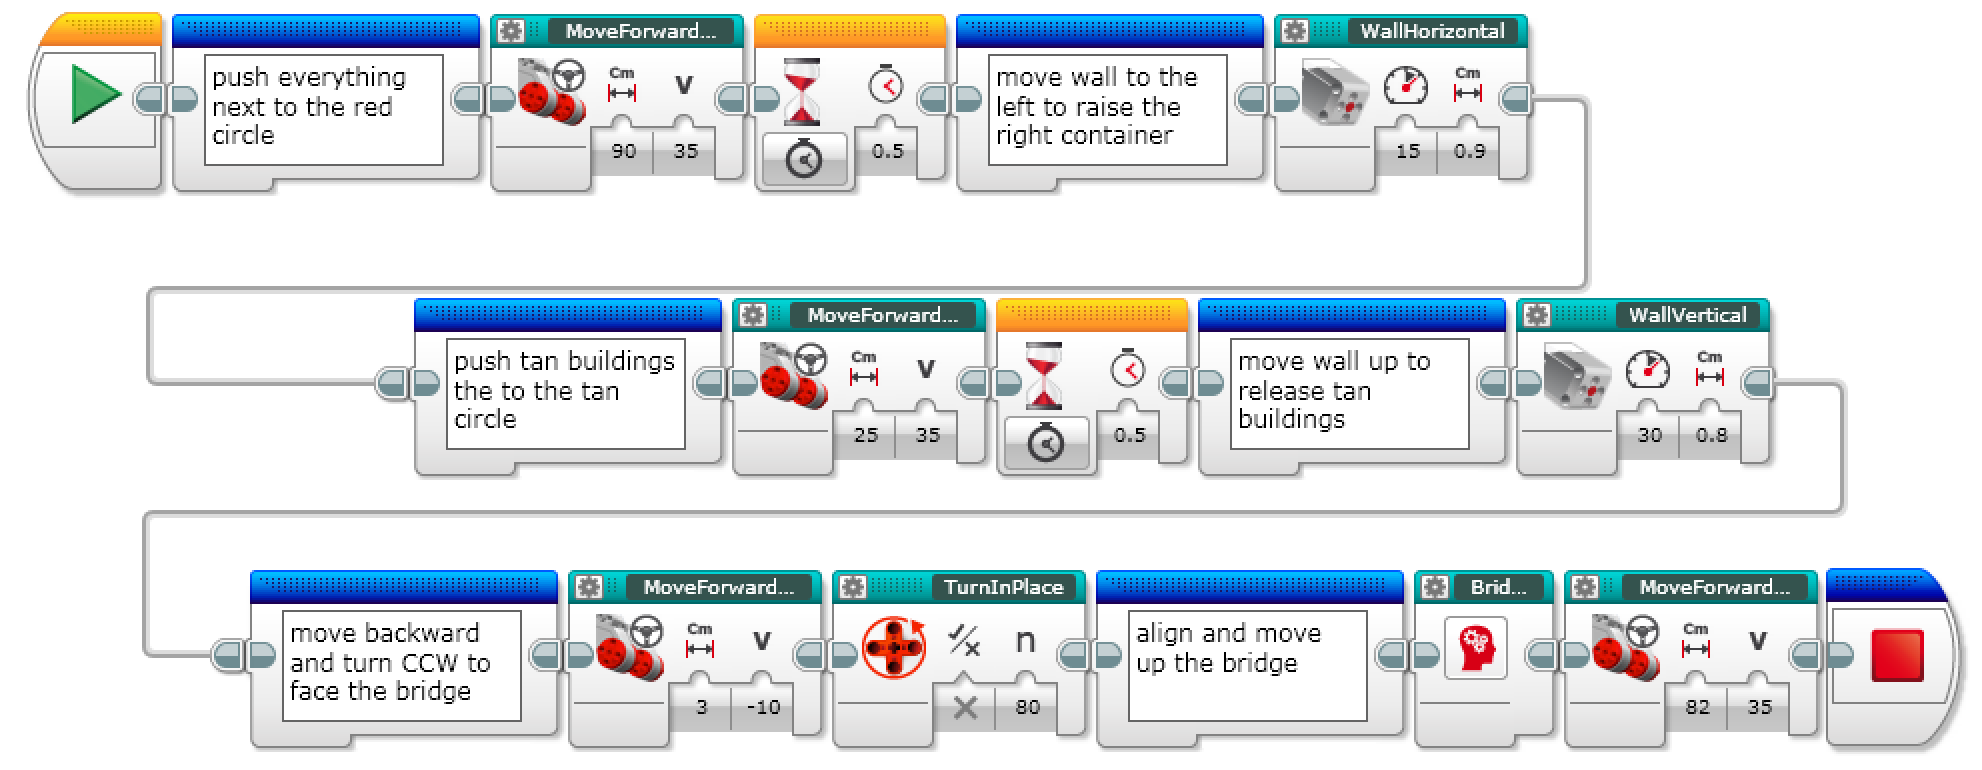 push everything
next to the red
circle
MoveForward...
Cm
V
90
35
0.5
move wall to the
left to raise the
right container
WallHorizontal
Cm
15
0.9
push tan buildings
the to the tan
circle
MoveForward...
Cm
V
25
35
0.5
move wall up to
release tan
buildings
WallVertical
Cm
30
0.8
move backward
and turn CCW to
face the bridge
MoveForward...
Cm
V
3
-10
TurnInPlace
n
80
align and move
up the bridge
Brid...
MoveForward...
Cm
V
82
35